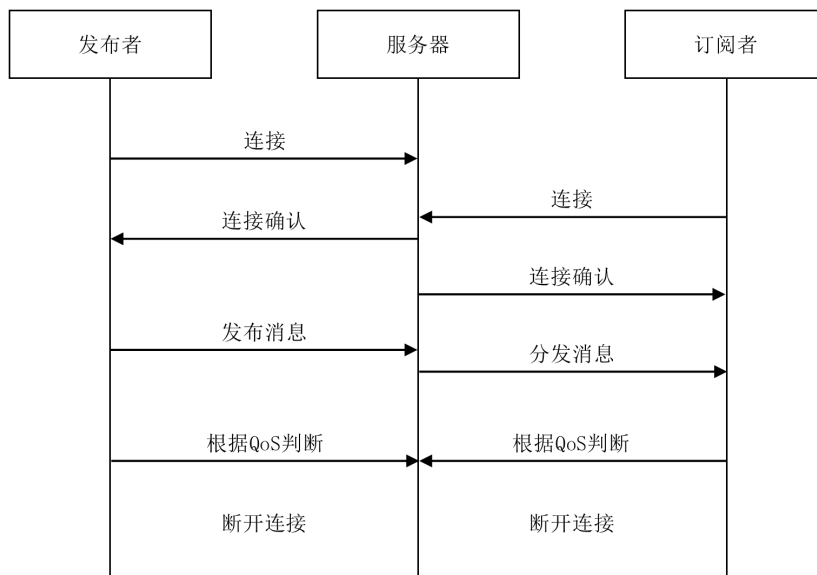 发布者
服务器
订阅者
连接
连接
连接确认
连接确认
发布消息
分发消息
根据QoS判断
根据QoS判断
断开连接
断开连接